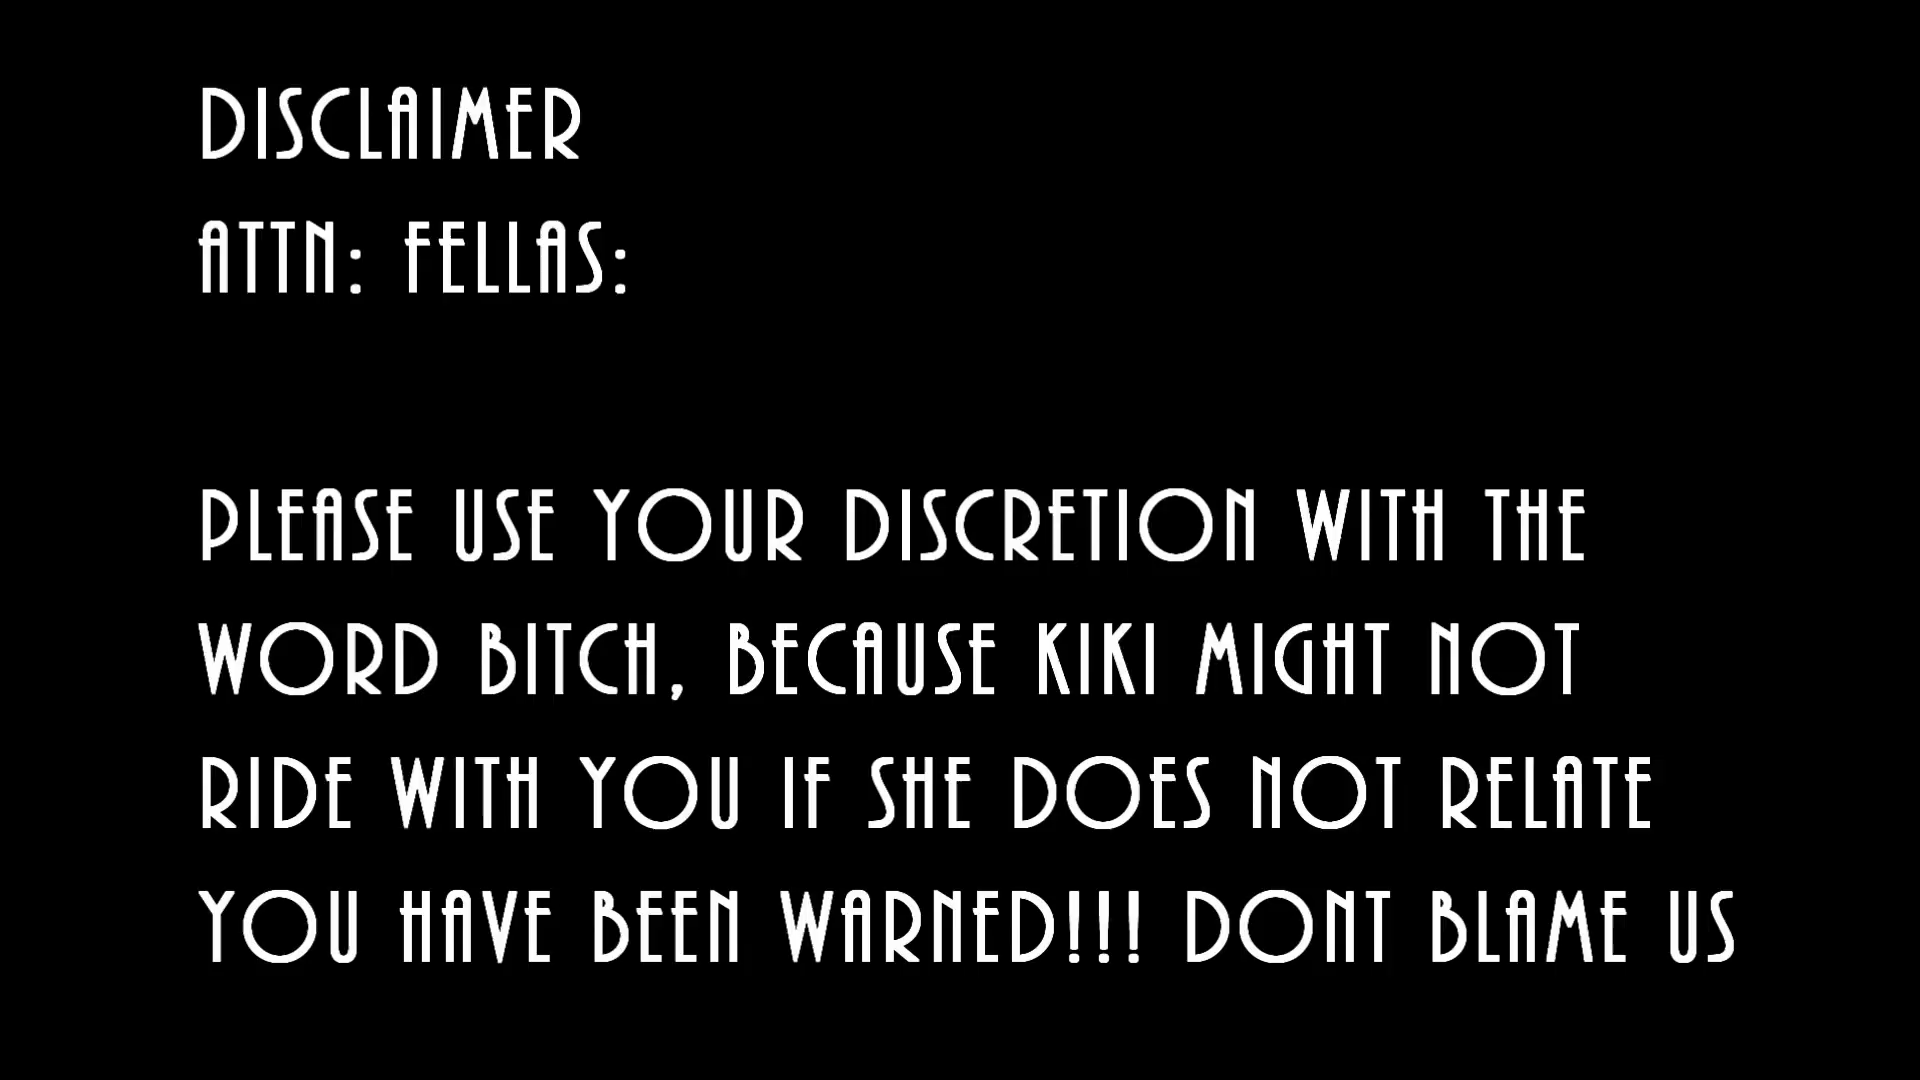 DISCLAIMER
ATTN: FELLAS:
PLEASE USE YOUR DISCRETION WITH THE
WORD BITCH, BECAUSE KIKI MIGHT NOT
RIDE WITH YOU IF SHE DOES NOT RELATE
YOU HAVE BEEN WARNED!!! DONT BLAME US